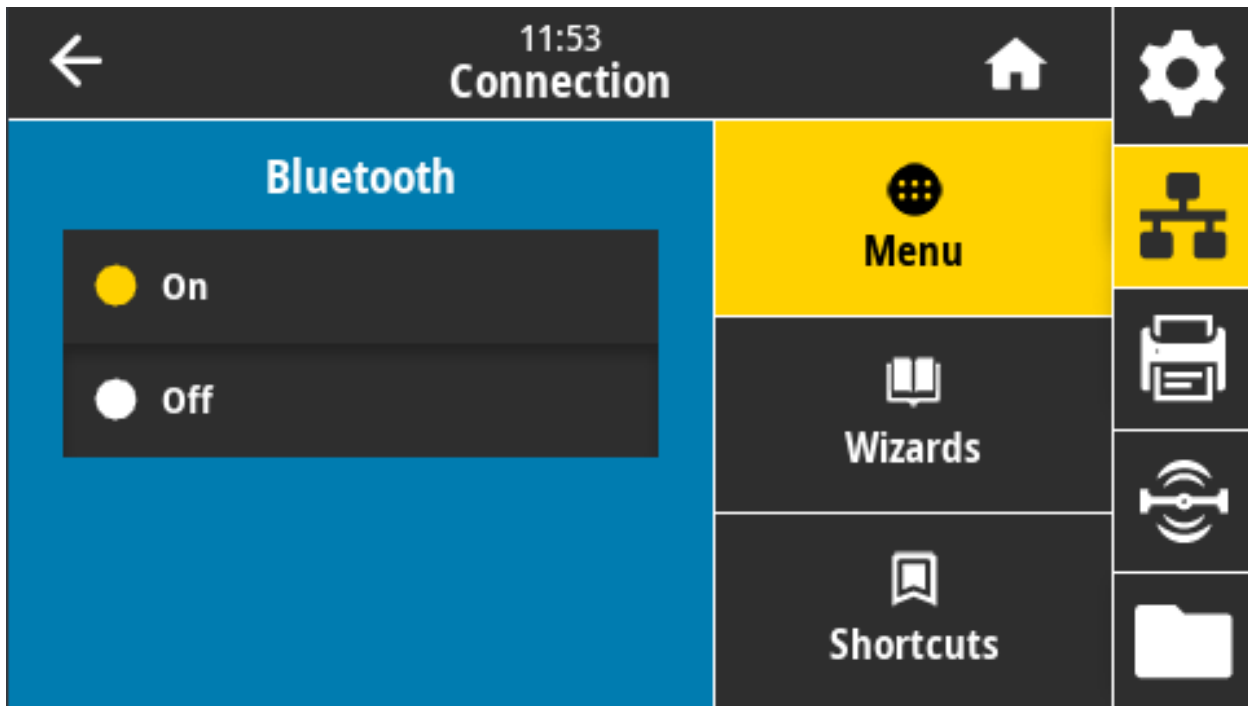 11:53
Connection
Bluetooth
On
Off
Menu
Wizards
Shortcuts